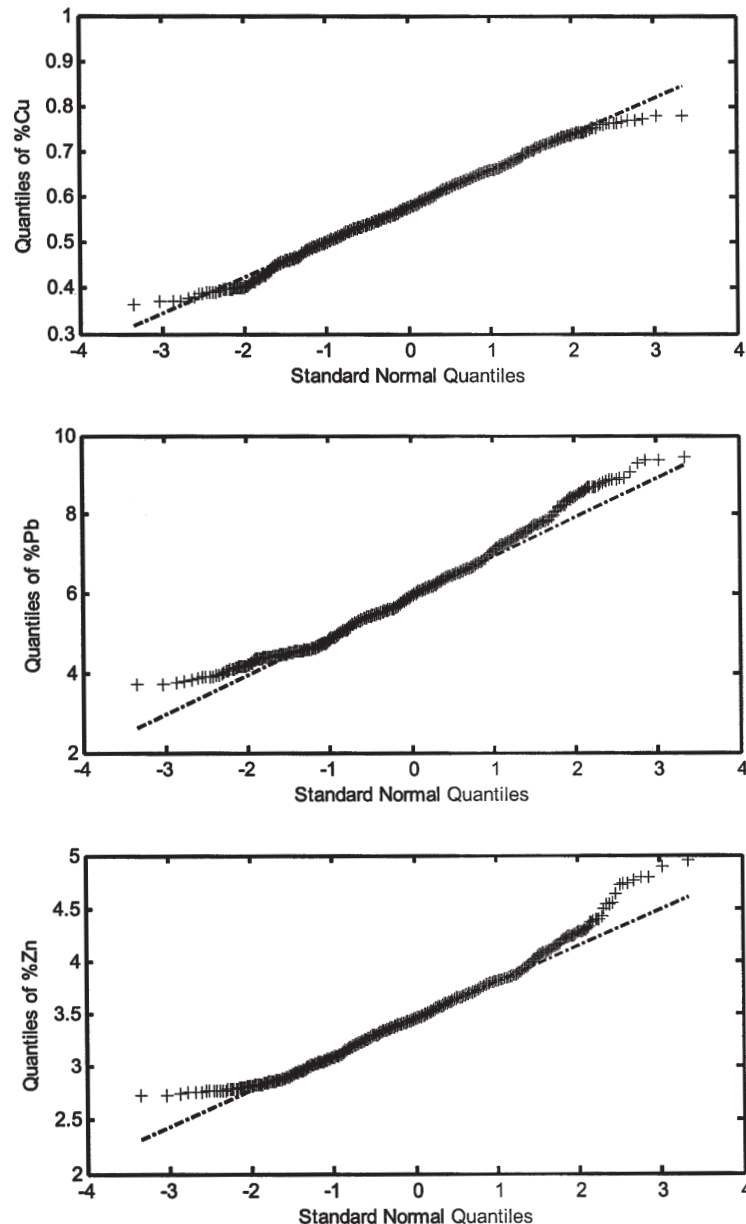 1
0.9
0.8
0.7
0.6
0.5
0.4
0.3
Quantiles of %Cu
-4 -3 -2 -1 0 1 2 3 4
Standard Normal Quantiles
10
8
6
4
2
Quantiles of %Pb
-4 -3 -2 -1 0 1 2 3 4
Standard Normal Quantiles
5
4.5
4
3.5
3
2.5
2
Quantiles of %Zn
-4 -3 -2 -1 0 1 2 3 4
Standard Normal Quantiles